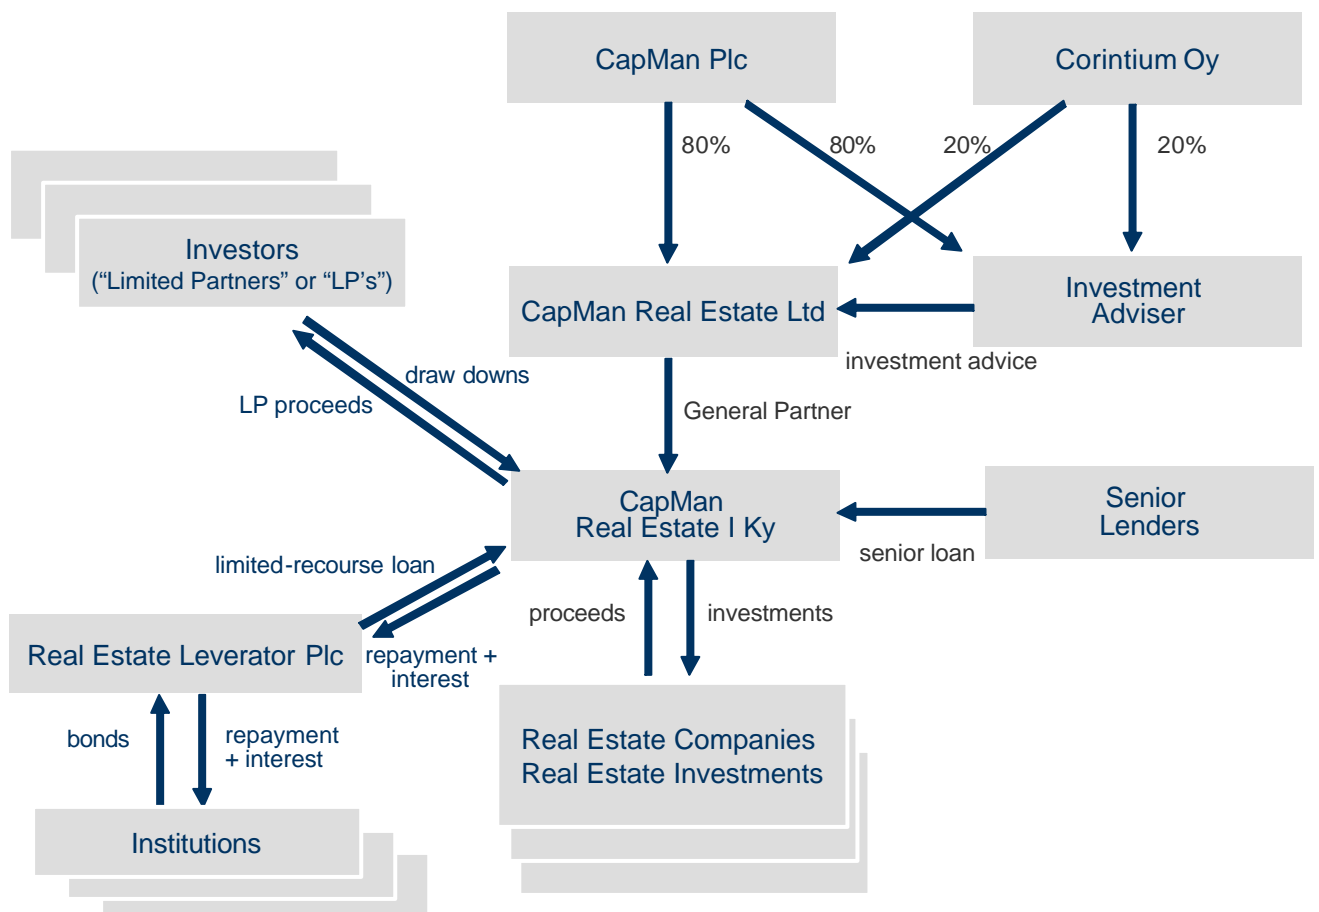 CapMan Plc
Corintium Oy
80%
80%
20%
20%
Investors
(“Limited Partners” or “LP’s”)
CapMan Real Estate Ltd
Investment
Adviser
investment advice
draw downs
LP proceeds
General Partner
CapMan
Real Estate I Ky
Senior
Lenders
senior loan
limited-recourse loan
proceeds
investments
Real Estate Leverator Plc
repayment +
interest
bonds
repayment
+ interest
Real Estate Companies
Real Estate Investments
Institutions